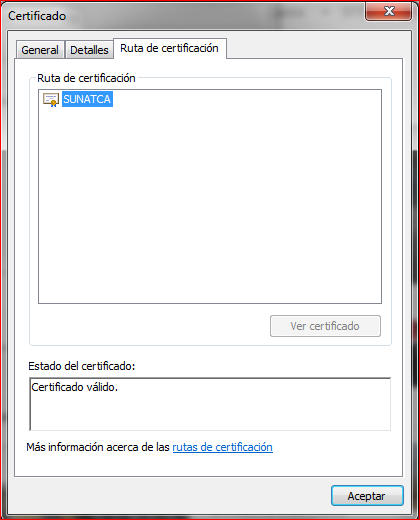 Certificado
General Detalles Ruta de certificación
Ruta de certificación
SUNATCA
Ver certificado
Estado del certificado:
Certificado válido.
Más información acerca de las rutas de certificación
Aceptar